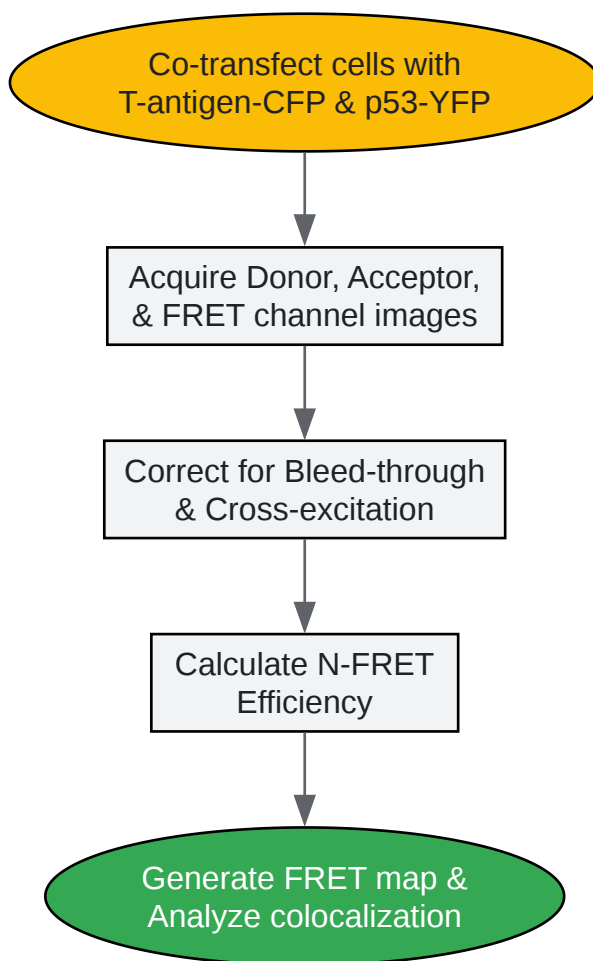 Co-transfect cells with
T-antigen-CFP & p53-YFP
Acquire Donor, Acceptor,
& FRET channel images
Correct for Bleed-through
& Cross-excitation
Calculate N-FRET
Efficiency
Generate FRET map &
Analyze colocalization